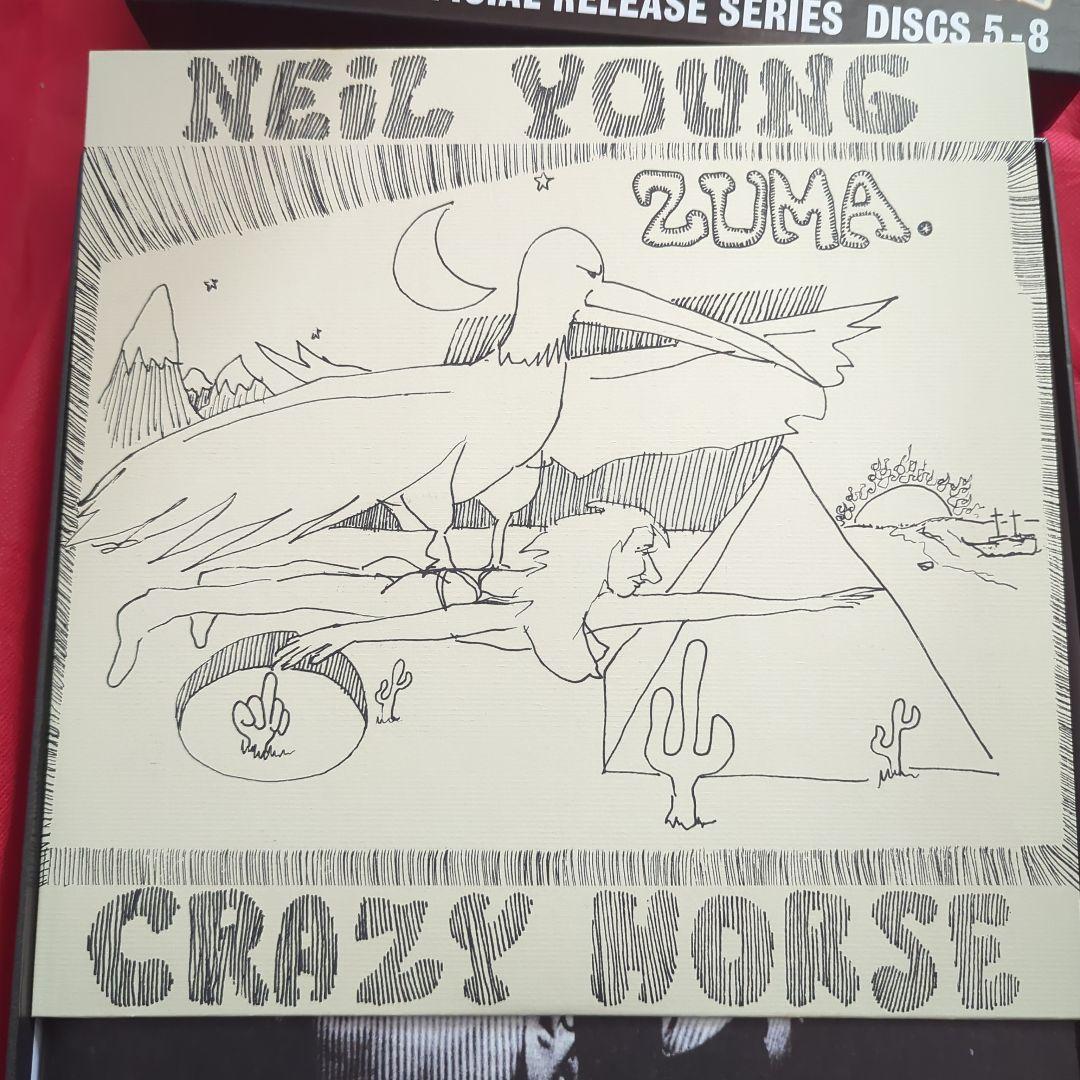 RELEASE SERIES DISCS 5-8
NEiL YOUNG
ZUMA.
CRAZY HORSE